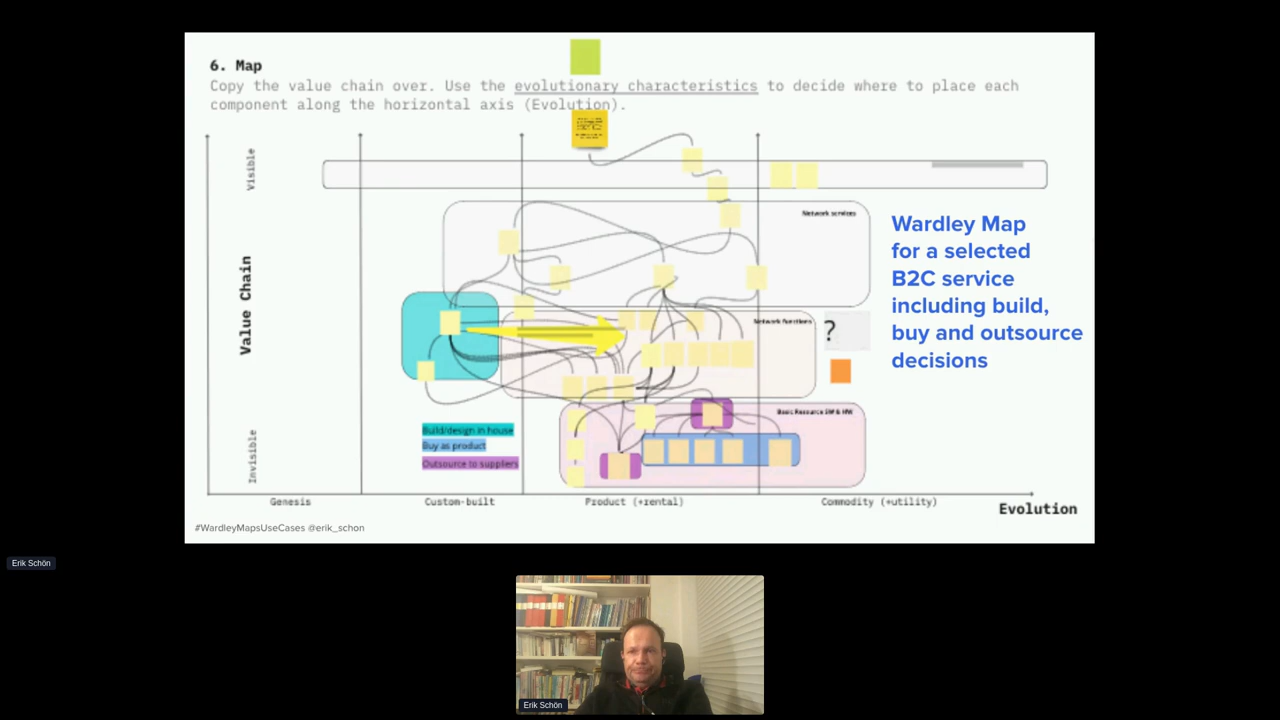 6. Map
Copy the value chain over. Use the evolutionary characteristics to decide where to place each
component along the horizontal axis (Evolution).
Visible
Network services
Wardley Map
for a selected
B2C service
including build,
buy and outsource
decisions
Value Chain
Network functions
?
Basic Resource SW & HW
Build/design in house
Buy as product
Outsource to suppliers
Invisible
Genesis
Custom-built
Product (+rental)
Commodity (+utility)
Evolution
#WardleyMapsUseCases @erik_schon
Erik Schön
Erik Schön